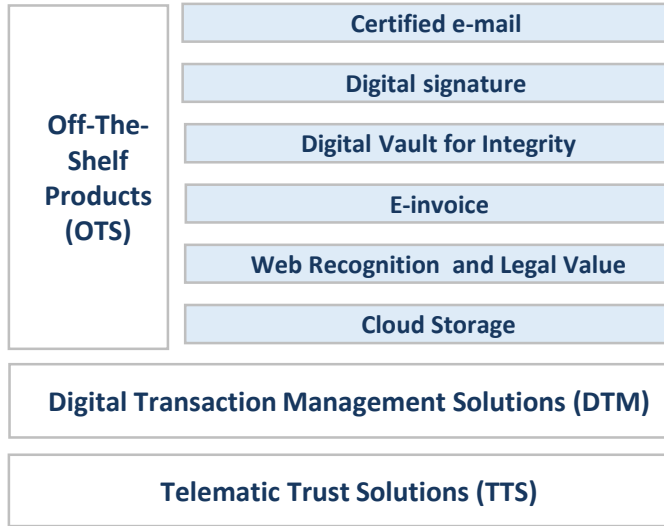 Off-The-
Shelf
Products
(OTS)
Certified e-mail
Digital signature
Digital Vault for Integrity
E-invoice
Web Recognition and Legal Value
Cloud Storage
Digital Transaction Management Solutions (DTM)
Telematic Trust Solutions (TTS)